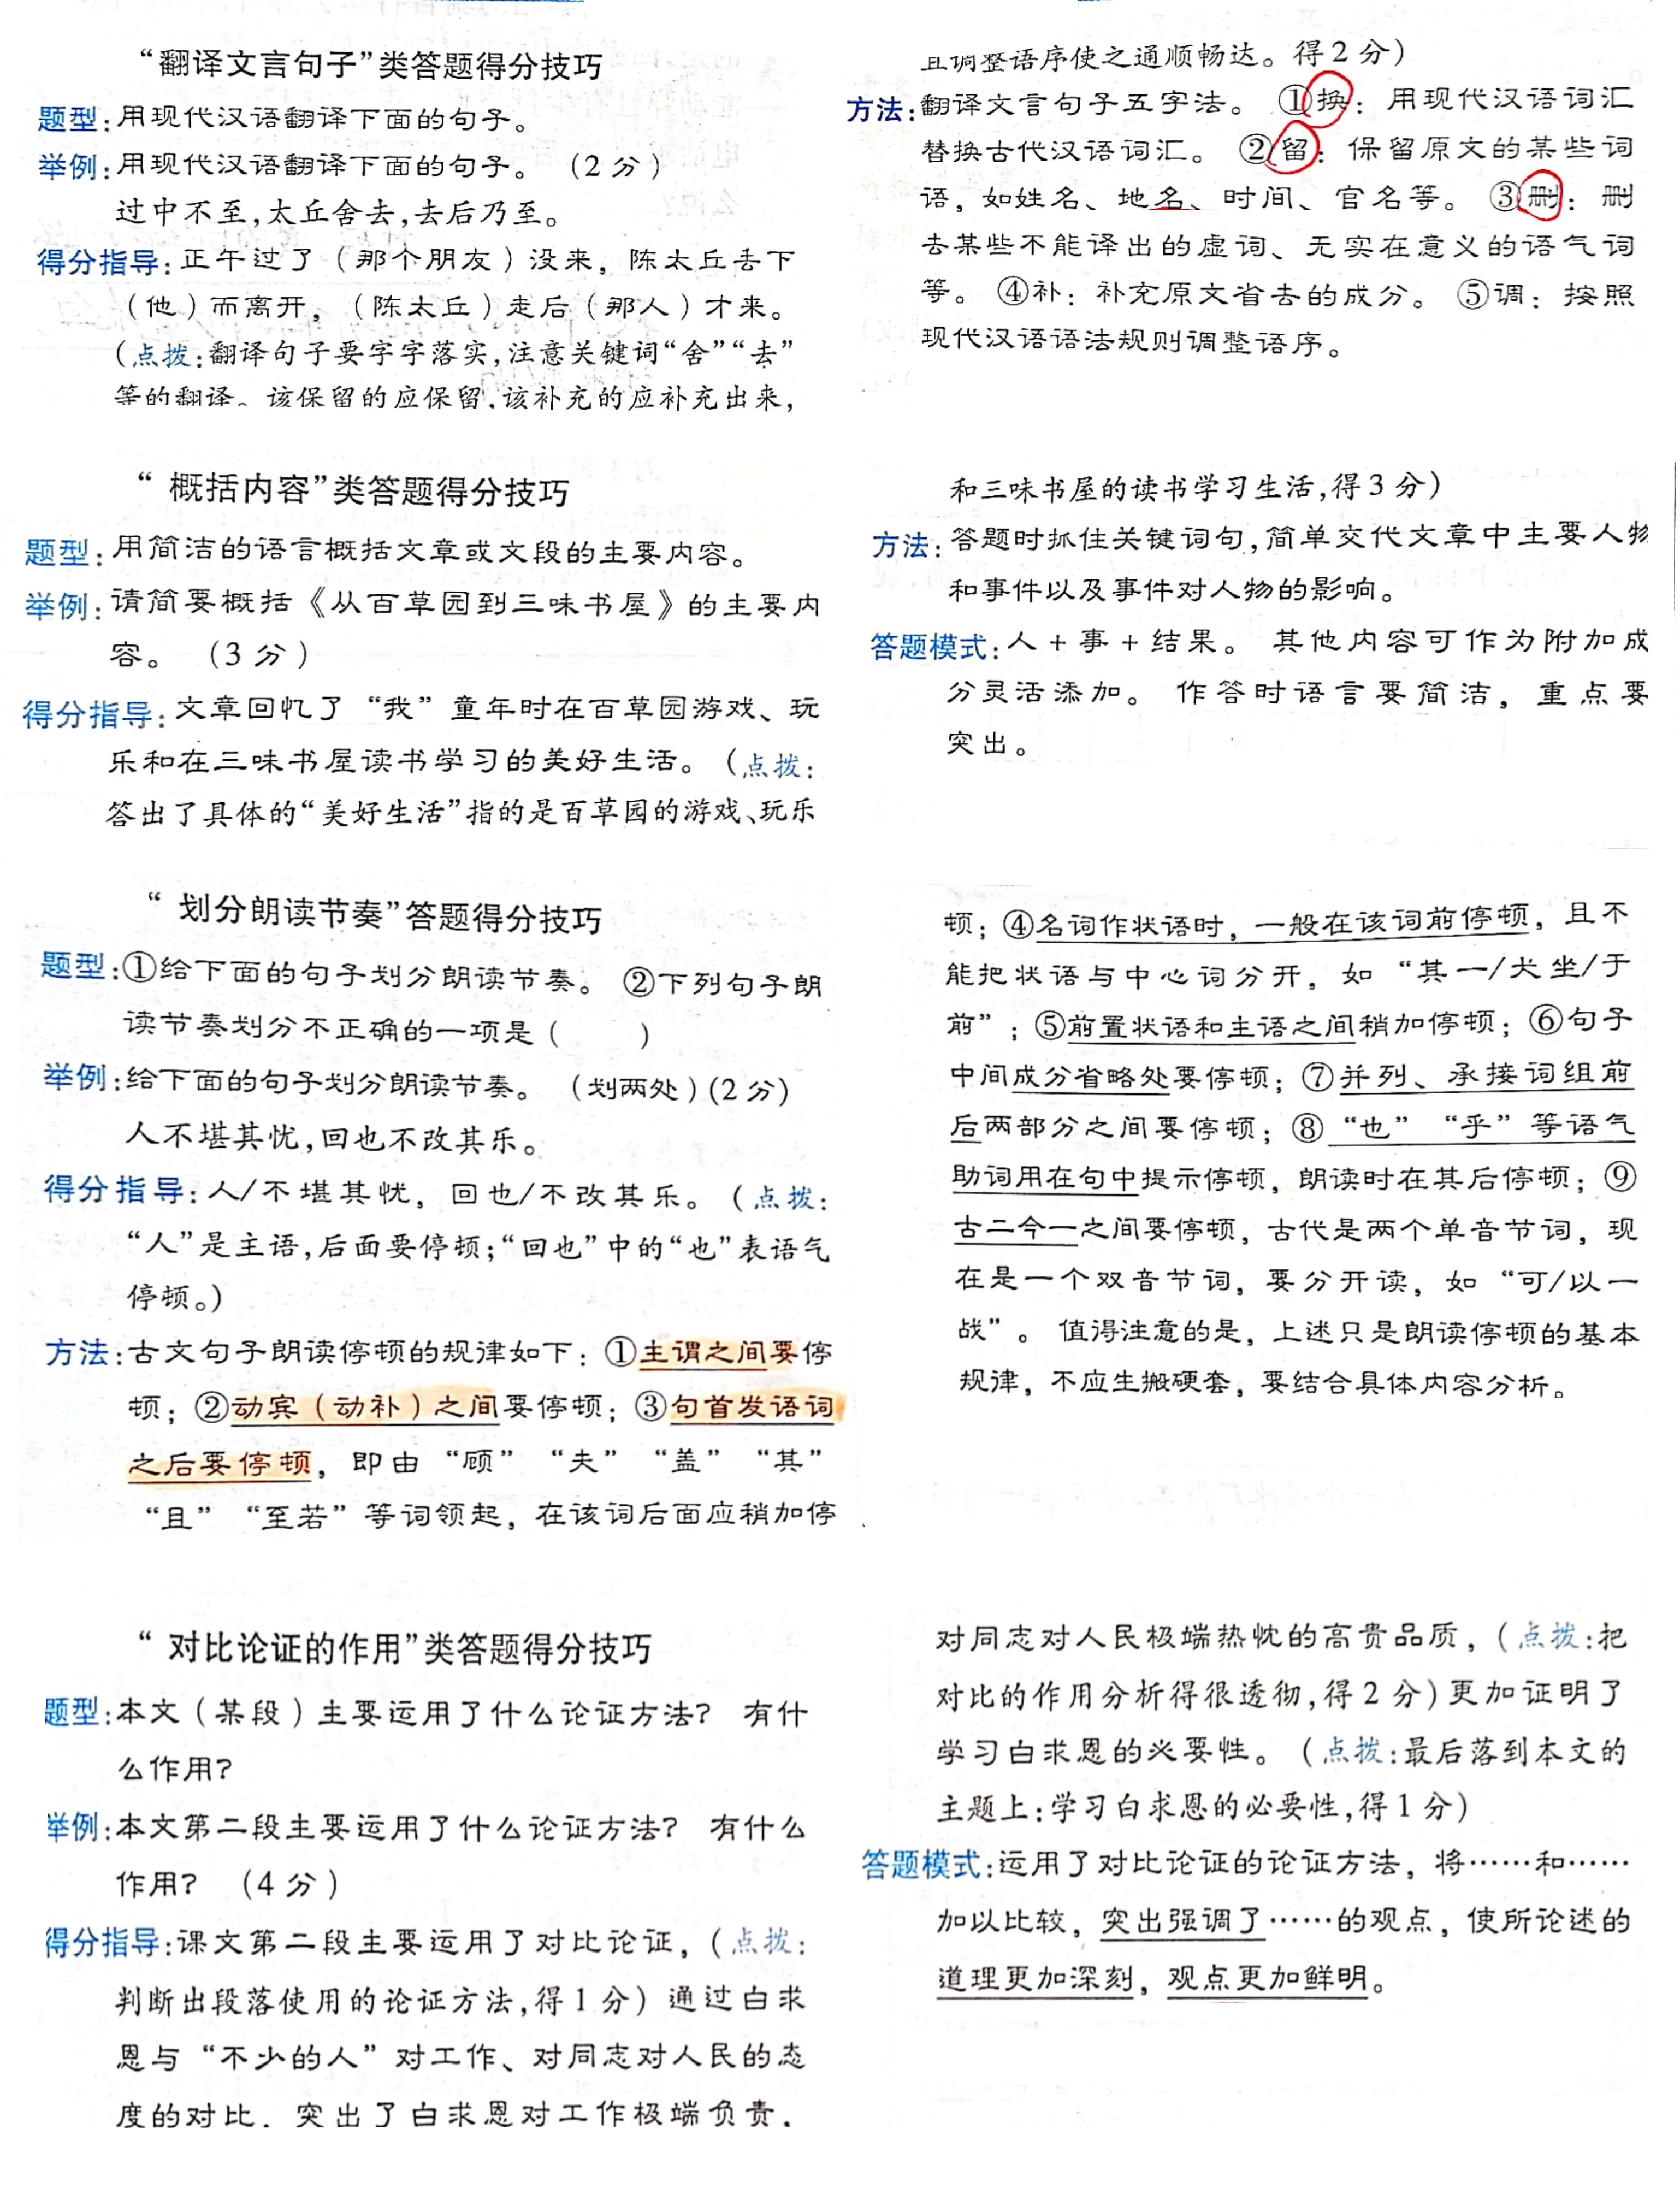 “翻译文言句子”类答题得分技巧
题型:用现代汉语翻译下面的句子。
举例:用现代汉语翻译下面的句子。（2 分）
过中不至,太丘舍去,去后乃至。
得分指导:正午过了（那个朋友）没来，陈太丘丢下
（他）而离开，（陈太丘）走后（那人）才来。
(点拨:翻译句子要字字落实,注意关键词“舍”“去”
等的翻译。该保留的应保留,该补充的应补充出来，
且调整语序使之通顺畅达。得 2 分)
方法:翻译文言句子五字法。①换：用现代汉语词汇
替换古代汉语词汇。②留：保留原文的某些词
语，如姓名、地名、时间、官名等。③删：删
去某些不能译出的虚词、无实在意义的语气词
等。④补：补充原文省去的成分。⑤调：按照
现代汉语语法规则调整语序。
“概括内容”类答题得分技巧
题型:用简洁的语言概括文章或文段的主要内容。
举例:请简要概括《从百草园到三味书屋》的主要内
容。（3 分）
得分指导:文章回忆了“我”童年时在百草园游戏、玩
乐和在三味书屋读书学习的美好生活。(点拨:
答出了具体的“美好生活”指的是百草园的游戏、玩乐
和三味书屋的读书学习生活,得 3 分)
方法:答题时抓住关键词句,简单交代文章中主要人物
和事件以及事件对人物的影响。
答题模式:人 + 事 + 结果。其他内容可作为附加成
分灵活添加。作答时语言要简洁，重点要
突出。
“划分朗读节奏”答题得分技巧
题型:①给下面的句子划分朗读节奏。②下列句子朗
读节奏划分不正确的一项是（　　）
举例:给下面的句子划分朗读节奏。（划两处）(2 分)
人不堪其忧,回也不改其乐。
得分指导:人/不堪其忧，回也/不改其乐。(点拨:
“人”是主语,后面要停顿;“回也”中的“也”表语气
停顿。)
方法:古文句子朗读停顿的规律如下：①主谓之间要停
顿；②动宾（动补）之间要停顿；③句首发语词
之后要停顿，即由“顾”“夫”“盖”“其”
“且”“至若”等词领起，在该词后面应稍加停
顿；④名词作状语时，一般在该词前停顿，且不
能把状语与中心词分开，如“其一/犬坐/于
前”；⑤前置状语和主语之间稍加停顿；⑥句子
中间成分省略处要停顿；⑦并列、承接词组前
后两部分之间要停顿；⑧“也”“乎”等语气
助词用在句中提示停顿，朗读时在其后停顿；⑨
古二今一之间要停顿，古代是两个单音节词，现
在是一个双音节词，要分开读，如“可/以一
战”。值得注意的是，上述只是朗读停顿的基本
规律，不应生搬硬套，要结合具体内容分析。
“对比论证的作用”类答题得分技巧
题型:本文（某段）主要运用了什么论证方法？有什
么作用？
举例:本文第二段主要运用了什么论证方法？有什么
作用？（4 分）
得分指导:课文第二段主要运用了对比论证，(点拨:
判断出段落使用的论证方法,得 1 分）通过白求
恩与“不少的人”对工作、对同志对人民的态
度的对比，突出了白求恩对工作极端负责，
对同志对人民极端热忱的高贵品质，(点拨:把
对比的作用分析得很透彻,得 2 分)更加证明了
学习白求恩的必要性。(点拨:最后落到本文的
主题上:学习白求恩的必要性,得 1 分)
答题模式:运用了对比论证的论证方法，将……和……
加以比较，突出强调了……的观点，使所论述的
道理更加深刻，观点更加鲜明。